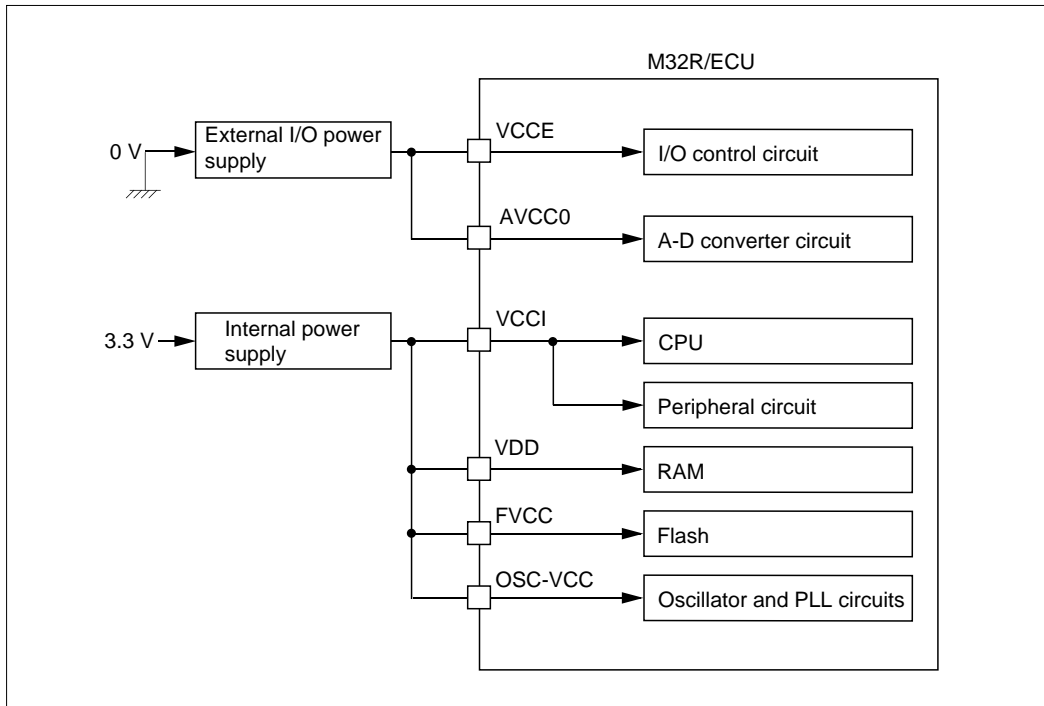 M32R/ECU
0 V
External I/O power
supply
VCCE
I/O control circuit
AVCC0
A-D converter circuit
3.3 V
Internal power
supply
VCCI
CPU
Peripheral circuit
VDD
RAM
FVCC
Flash
OSC-VCC
Oscillator and PLL circuits